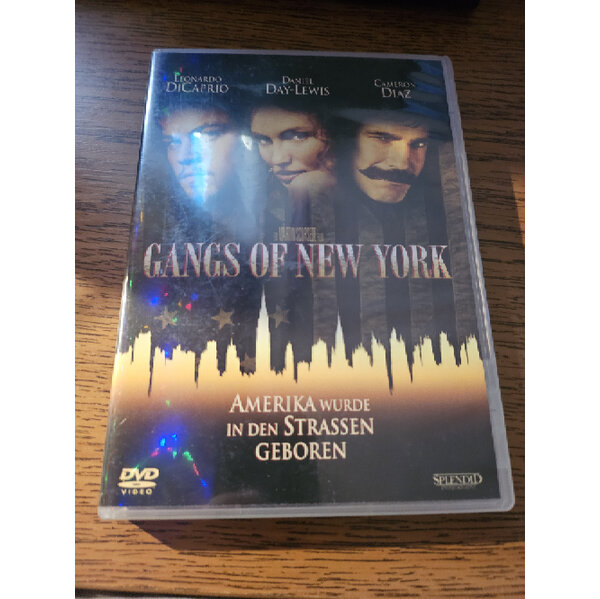 LEONARDO
DICAPRIO
DANIEL
DAY-LEWIS
CAMERON
DIAZ
GANGS OF NEW YORK
AMERIKA WURDE
IN DEN STRASSEN
GEBOREN
DVD
VIDEO
SPLENDID